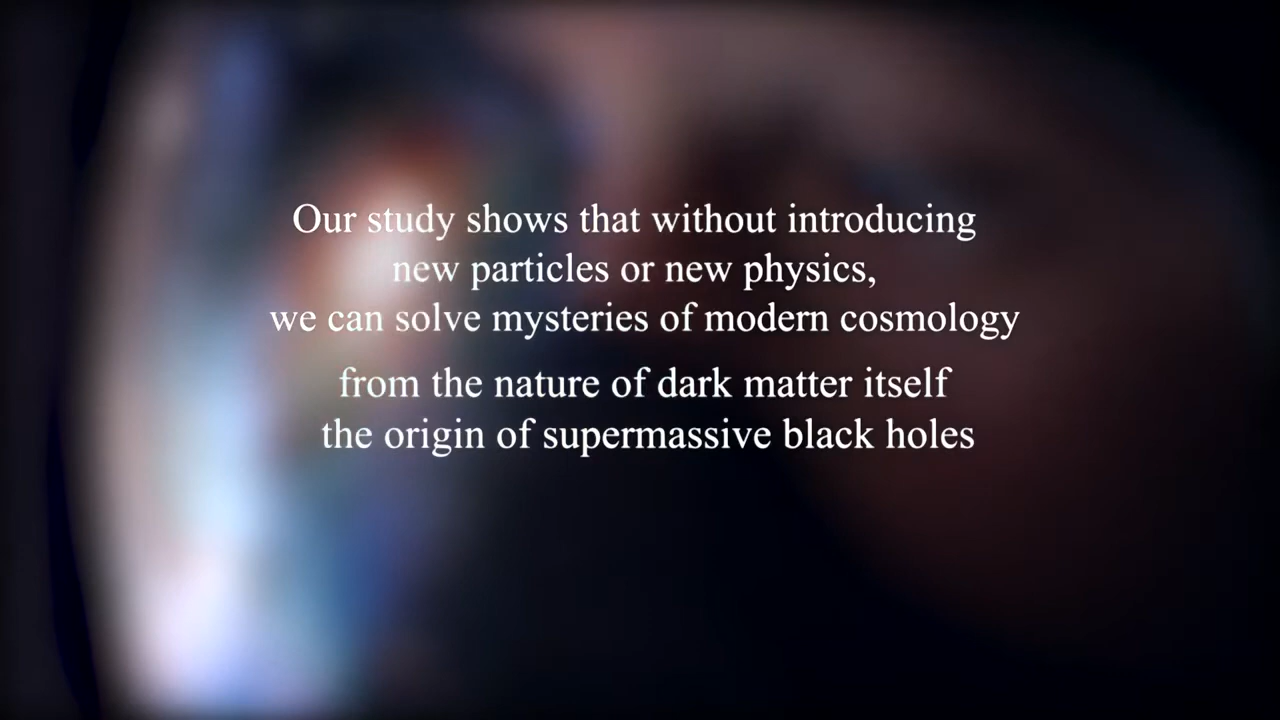 Our study shows that without introducing
new particles or new physics,
we can solve mysteries of modern cosmology
from the nature of dark matter itself
the origin of supermassive black holes